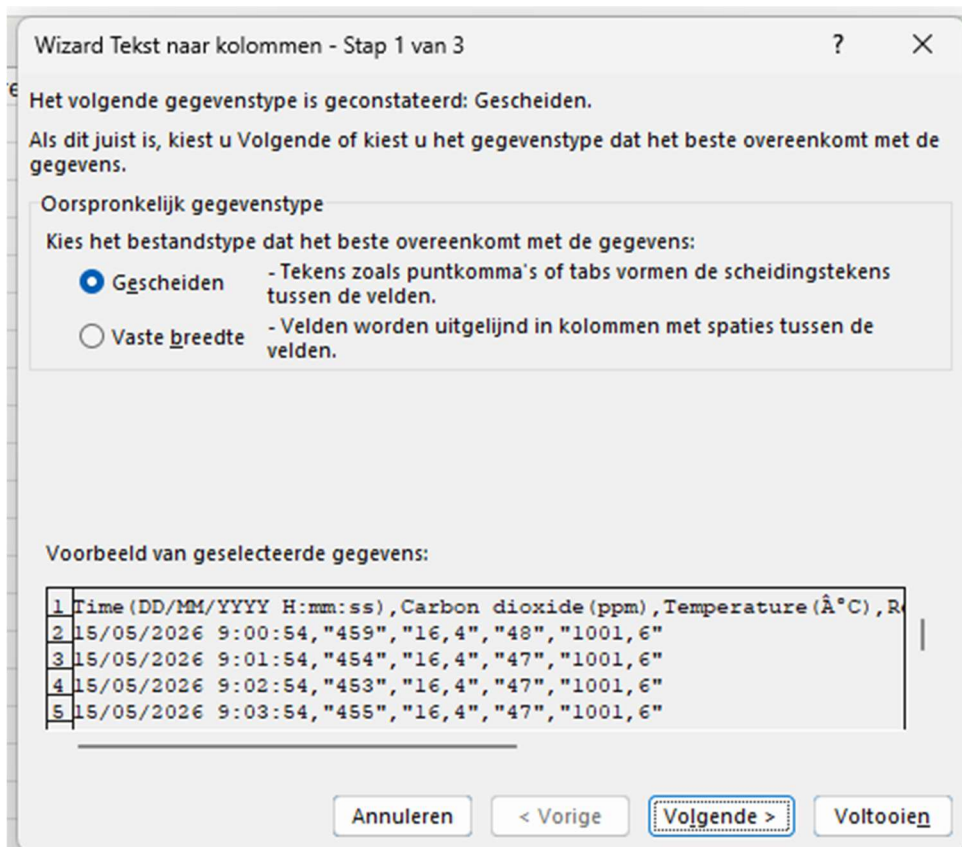 Wizard Tekst naar kolommen - Stap 1 van 3 ?
Het volgende gegevenstype is geconstateerd: Gescheiden.
Als dit juist is, kiest u Volgende of kiest u het gegevenstype dat het beste overeenkomt met de
gegevens.
Oorspronkelijk gegevenstype
Kies het bestandstype dat het beste overeenkomt met de gegevens:
Gescheiden - Tekens zoals puntkomma's of tabs vormen de scheidingstekens
tussen de velden.
Vaste breedte - Velden worden uitgelijnd in kolommen met spaties tussen de
velden.
Voorbeeld van geselecteerde gegevens:
1 Time(DD/MM/YYYY H:mm:ss),Carbon dioxide(ppm),Temperature(Â°C),Re
2 15/05/2026 9:00:54,"459","16,4","48","1001,6"
3 15/05/2026 9:01:54,"454","16,4","47","1001,6"
4 15/05/2026 9:02:54,"453","16,4","47","1001,6"
5 15/05/2026 9:03:54,"455","16,4","47","1001,6"
Annuleren < Vorige Volgende > Voltooien